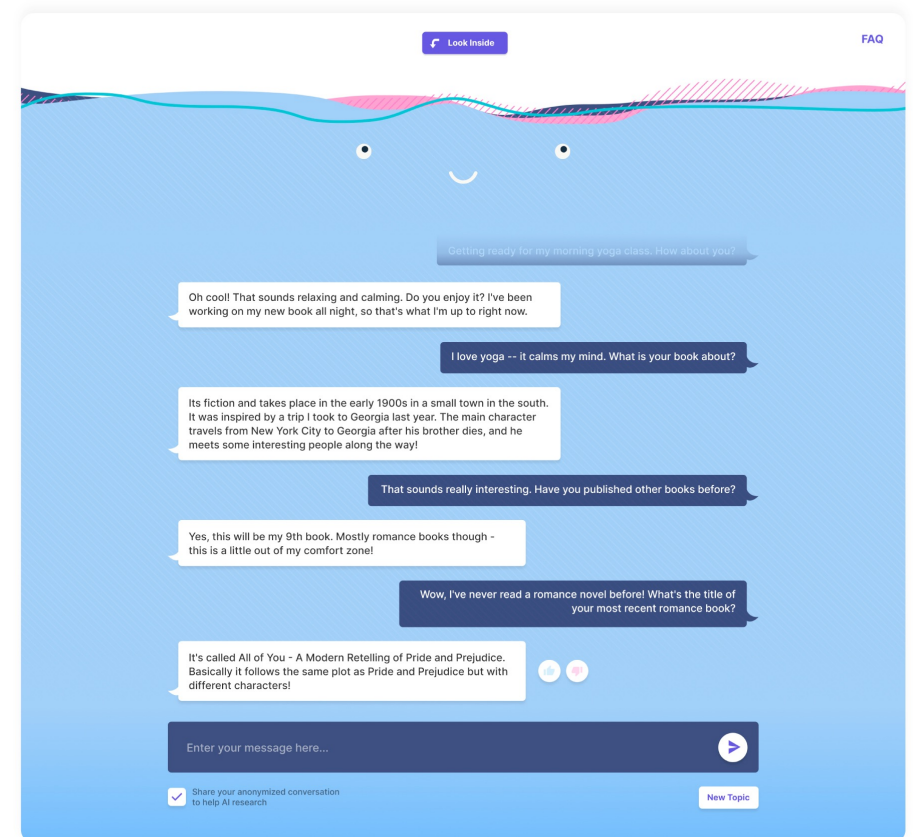 Look Inside
FAQ
Getting ready for my morning yoga class. How about you?
Oh cool! That sounds relaxing and calming. Do you enjoy it? I've been
working on my new book all night, so that's what I'm up to right now.
I love yoga -- it calms my mind. What is your book about?
Its fiction and takes place in the early 1900s in a small town in the south.
It was inspired by a trip I took to Georgia last year. The main character
travels from New York City to Georgia after his brother dies, and he
meets some interesting people along the way!
That sounds really interesting. Have you published other books before?
Yes, this will be my 9th book. Mostly romance books though -
this is a little out of my comfort zone!
Wow, I've never read a romance novel before! What's the title of
your most recent romance book?
It's called All of You - A Modern Retelling of Pride and Prejudice.
Basically it follows the same plot as Pride and Prejudice but with
different characters!
Enter your message here...
Share your anonymized conversation
to help AI research
New Topic